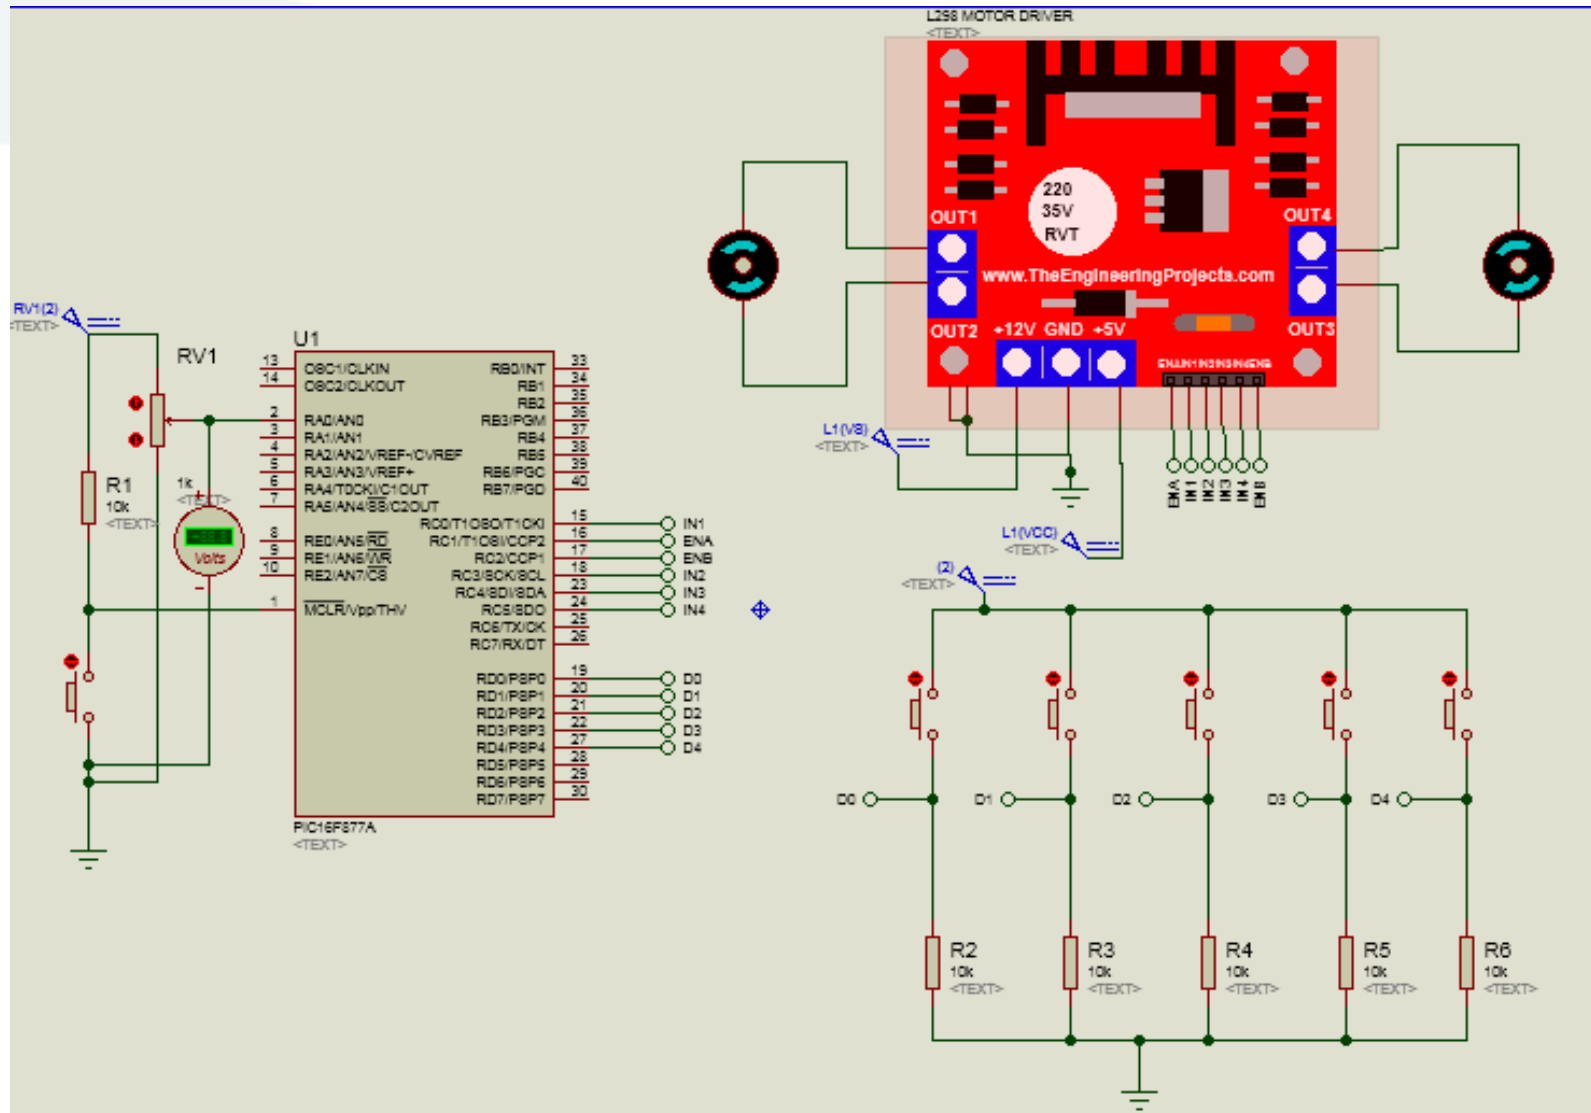 L298 MOTOR DRIVER
<TEXT>
220
35V
RVT
OUT1
OUT4
www.TheEngineeringProjects.com
OUT2
+12V GND +5V
OUT3
ENA IN1 IN2 IN3 IN4 ENB
RV1(2)
<TEXT>
RV1
1k
<TEXT>
R1
10k
<TEXT>
+88.8
Volts
+
-
U1
13 OSC1/CLKIN
14 OSC2/CLKOUT
2 RA0/AN0
3 RA1/AN1
4 RA2/AN2/VREF-/CVREF
5 RA3/AN3/VREF+
6 RA4/T0CKI/C1OUT
7 RA5/AN4/SS/C2OUT
8 RE0/AN5/RD
9 RE1/AN6/WR
10 RE2/AN7/CS
1 MCLR/Vpp/THV
RB0/INT 33
RB1 34
RB2 35
RB3/PGM 36
RB4 37
RB5 38
RB6/PGC 39
RB7/PGD 40
RC0/T1OSO/T1CKI 15 IN1
RC1/T1OSI/CCP2 16 ENA
RC2/CCP1 17 ENB
RC3/SCK/SCL 18 IN2
RC4/SDI/SDA 23 IN3
RC5/SDO 24 IN4
RC6/TX/CK 25
RC7/RX/DT 26
RD0/PSP0 19 D0
RD1/PSP1 20 D1
RD2/PSP2 21 D2
RD3/PSP3 22 D3
RD4/PSP4 27 D4
RD5/PSP5 28
RD6/PSP6 29
RD7/PSP7 30
PIC16F877A
<TEXT>
L1(VS)
<TEXT>
L1(VCC)
<TEXT>
ENA
IN1
IN2
IN3
IN4
ENB
(2)
<TEXT>
D0
D1
D2
D3
D4
R2
10k
<TEXT>
R3
10k
<TEXT>
R4
10k
<TEXT>
R5
10k
<TEXT>
R6
10k
<TEXT>